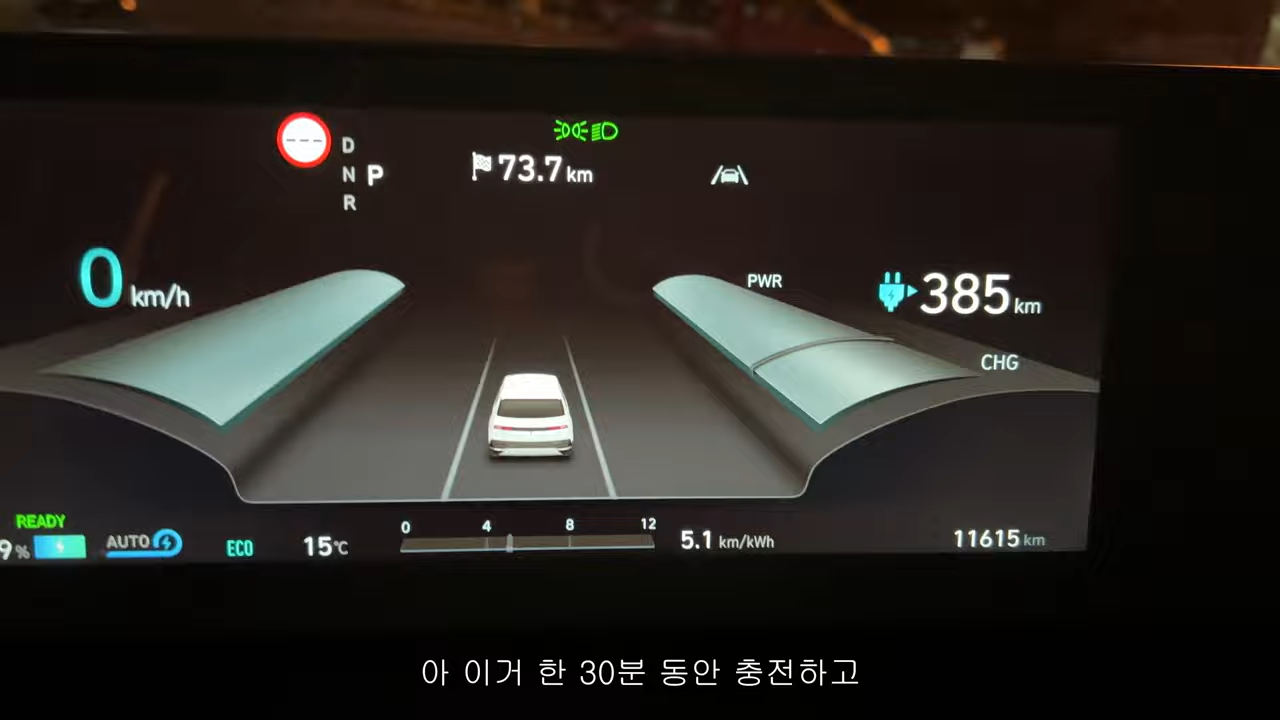 D
N P
R
73.7 km
0 km/h
PWR
385 km
CHG
READY
9 %
AUTO
ECO
15℃
0 4 8 12
5.1 km/kWh
11615 km
아 이거 한 30분 동안 충전하고